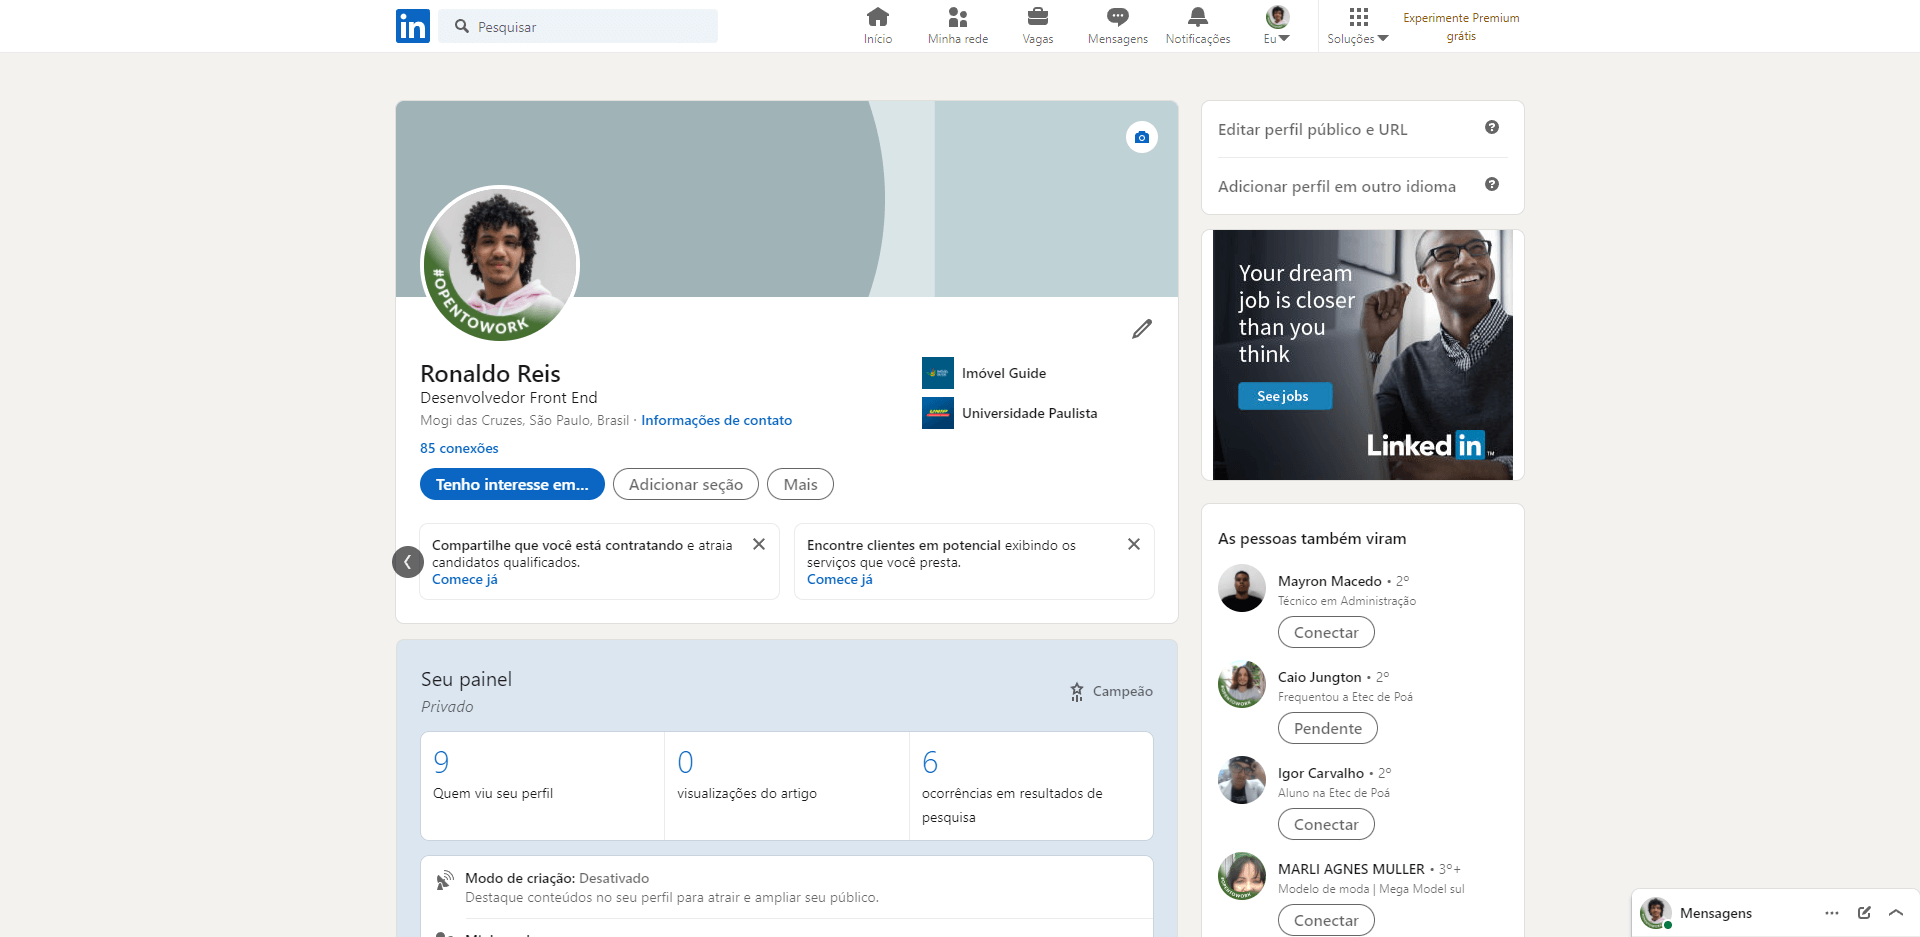 in
Pesquisar
Início
Minha rede
Vagas
Mensagens
Notificações
Eu
Soluções
Experimente Premium
grátis
#OPENTOWORK
Ronaldo Reis
Desenvolvedor Front End
Mogi das Cruzes, São Paulo, Brasil · Informações de contato
85 conexões
Tenho interesse em...
Adicionar seção
Mais
Imóvel Guide
UNIP
Universidade Paulista
Compartilhe que você está contratando e atraia
candidatos qualificados.
Comece já
Encontre clientes em potencial exibindo os
serviços que você presta.
Comece já
Seu painel
Privado
Campeão
9
Quem viu seu perfil
0
visualizações do artigo
6
ocorrências em resultados de
pesquisa
Modo de criação: Desativado
Destaque conteúdos no seu perfil para atrair e ampliar seu público.
Editar perfil público e URL
Adicionar perfil em outro idioma
Your dream
job is closer
than you
think
See jobs
Linked in ™
As pessoas também viram
Mayron Macedo • 2º
Técnico em Administração
Conectar
Caio Jungton • 2º
Frequentou a Etec de Poá
Pendente
Igor Carvalho • 2º
Aluno na Etec de Poá
Conectar
MARLI AGNES MULLER • 3º+
Modelo de moda | Mega Model sul
Conectar
Mensagens